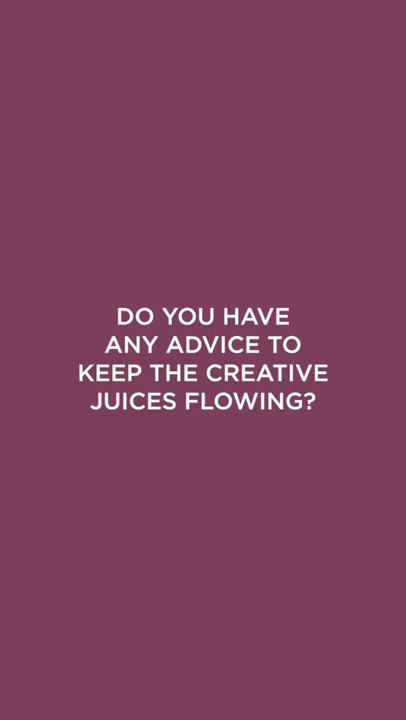 DO YOU HAVE
ANY ADVICE TO
KEEP THE CREATIVE
JUICES FLOWING?